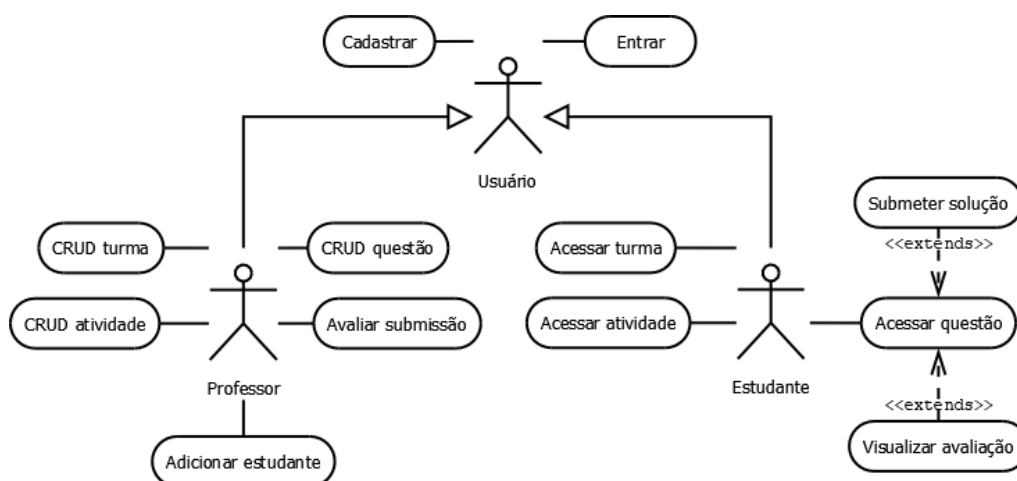 Cadastrar
Entrar
Usuário
Submeter solução
<<extends>>
CRUD turma
CRUD questão
Acessar turma
CRUD atividade
Avaliar submissão
Acessar atividade
Acessar questão
Professor
Estudante
<<extends>>
Adicionar estudante
Visualizar avaliação